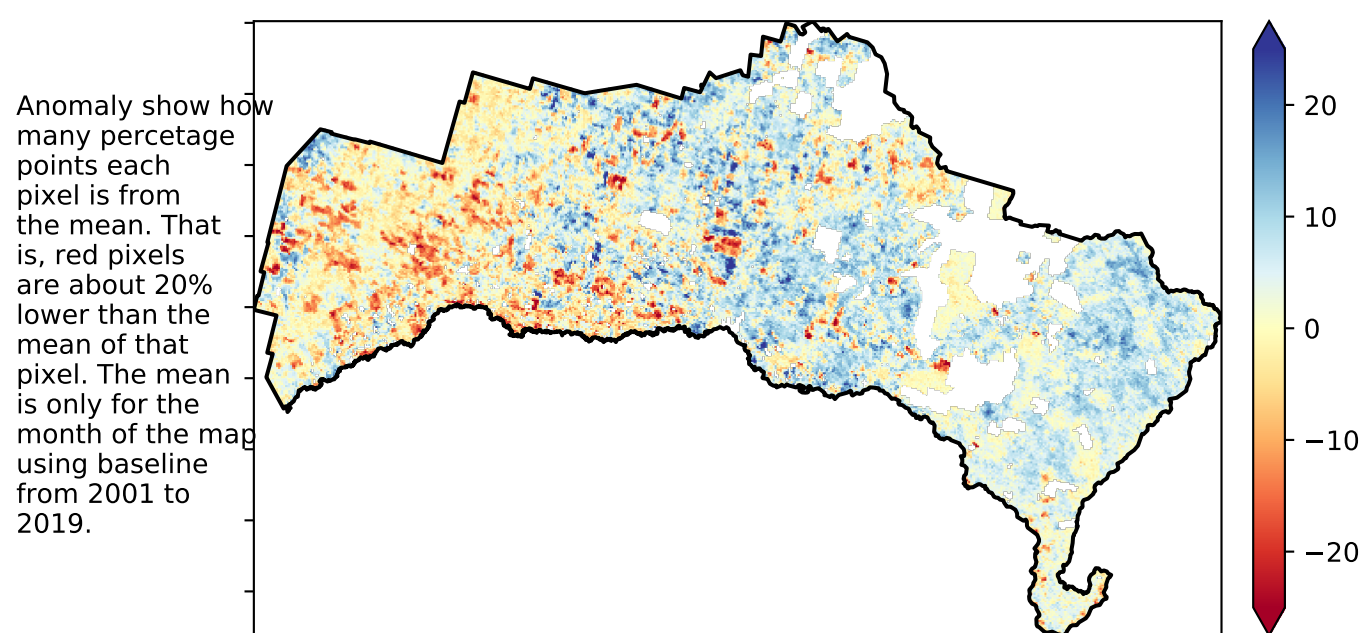 Anomaly show how
many percetage
points each
pixel is from
the mean. That
is, red pixels
are about 20%
lower than the
mean of that
pixel. The mean
is only for the
month of the map
using baseline
from 2001 to
2019.
20
10
0
−10
−20